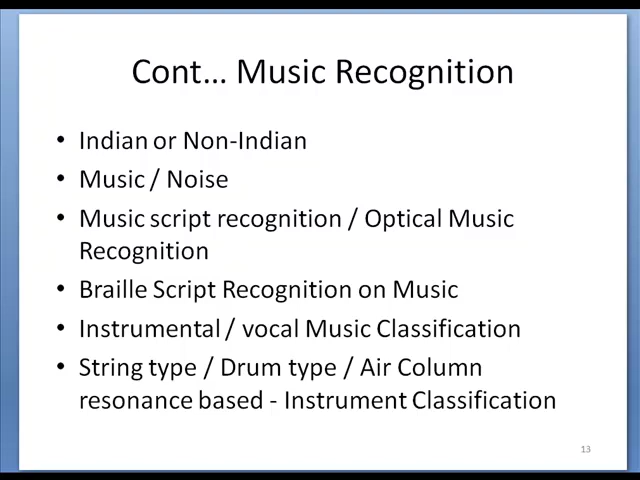 Cont… Music Recognition
• Indian or Non-Indian
• Music / Noise
• Music script recognition / Optical Music
Recognition
• Braille Script Recognition on Music
• Instrumental / vocal Music Classification
• String type / Drum type / Air Column
resonance based - Instrument Classification
13